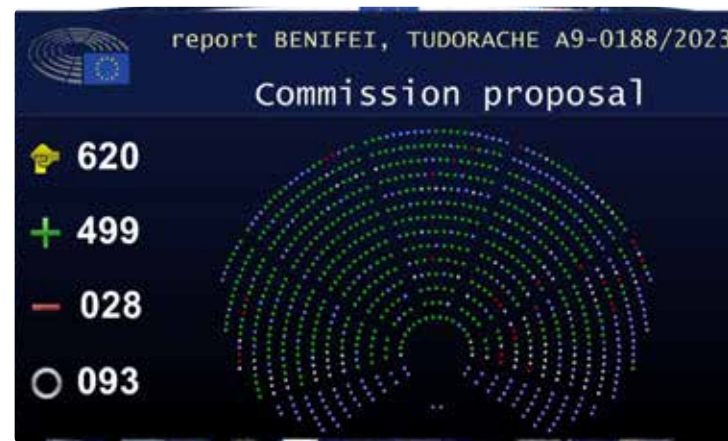 report BENIFEI, TUDORACHE A9-0188/2023
Commission proposal
620
+ 499
− 028
093